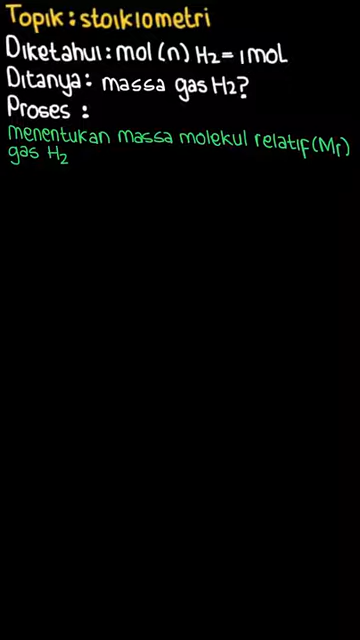 Topik : stoikiometri
Diketahui : mol (n) H₂ = 1 mol
Ditanya : massa gas H₂?
Proses :
menentukan massa molekul relatif (Mr)
gas H₂